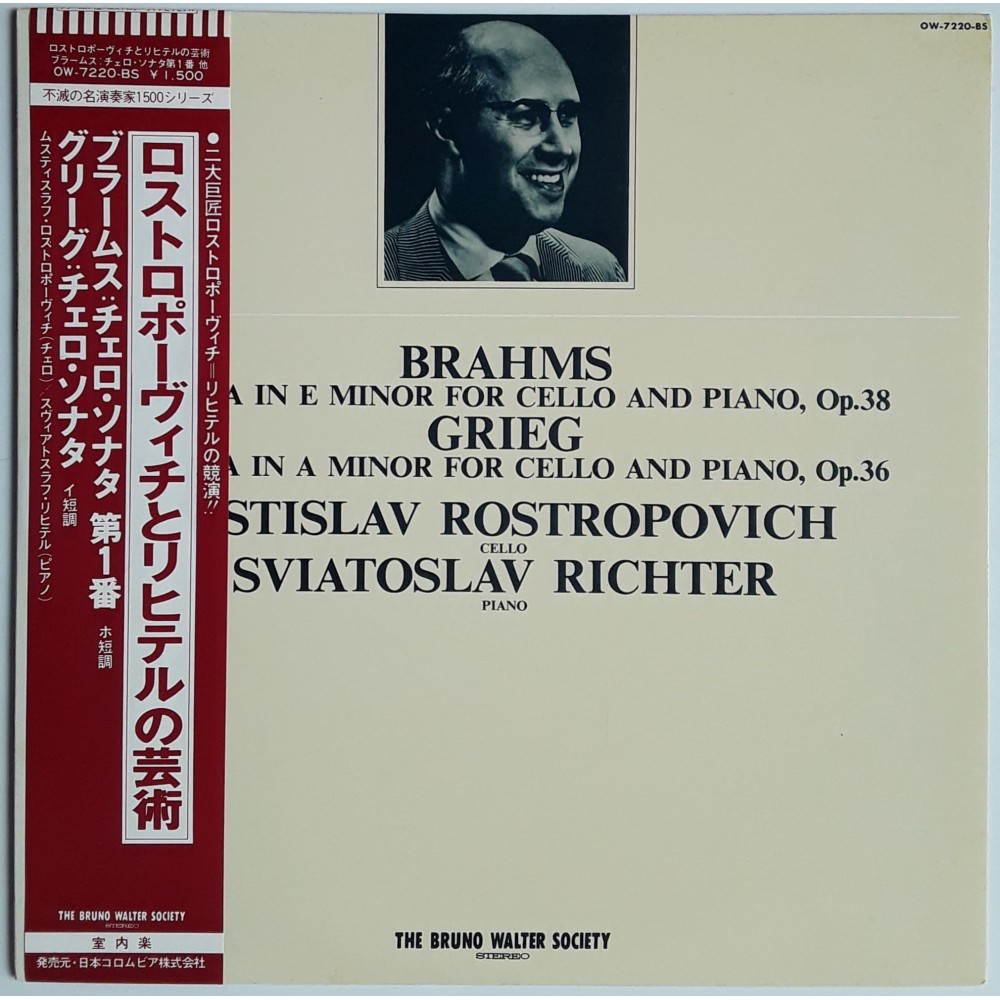 ロストロポーヴィチとリヒテルの芸術
ブラームス:チェロ・ソナタ第1番 他
OW-7220-BS ¥1,500
不滅の名演奏家1500シリーズ
●二大巨匠ロストロポーヴィチ=リヒテルの競演!!
ロストロポーヴィチとリヒテルの芸術
ブラームス:チェロ・ソナタ 第1番 ホ短調
グリーグ:チェロ・ソナタ イ短調
ムスティスラフ・ロストロポーヴィチ(チェロ)/スヴィアトスラフ・リヒテル(ピアノ)
THE BRUNO WALTER SOCIETY
STEREO
室内楽
発売元・日本コロムビア株式会社
OW-7220-BS
BRAHMS
A IN E MINOR FOR CELLO AND PIANO, Op.38
GRIEG
A IN A MINOR FOR CELLO AND PIANO, Op.36
STISLAV ROSTROPOVICH
CELLO
SVIATOSLAV RICHTER
PIANO
THE BRUNO WALTER SOCIETY
STEREO